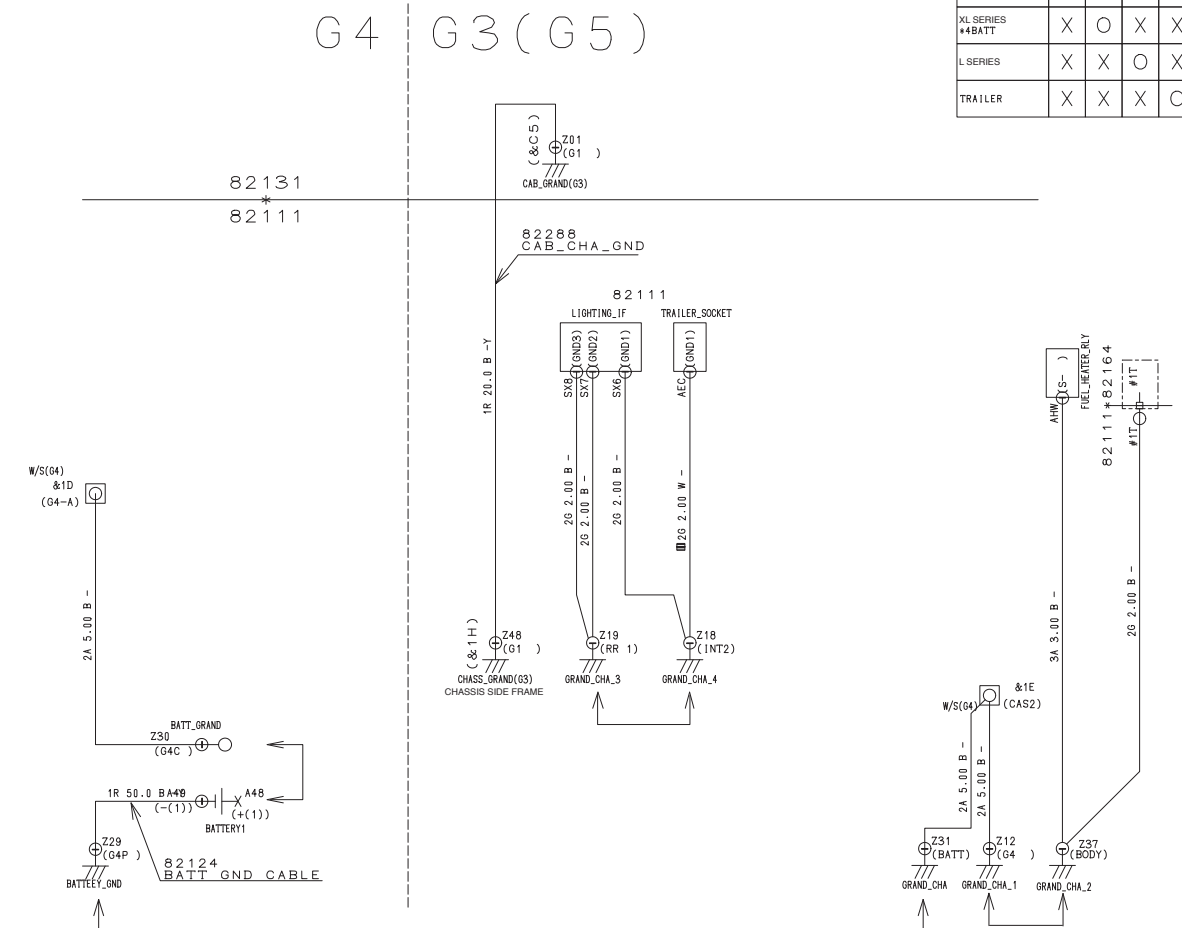 G4 G3(G5)
XL SERIES
*4BATT X O X X
L SERIES X X O X
TRAILER X X X O
(&C5)
Z01
(G1 )
CAB_GRAND(G3)
82131
*
82111
82288
CAB_CHA_GND
82111
LIGHTING_IF TRAILER_SOCKET
(GND3)
(GND2)
(GND1)
(GND1)
SX8
SX7
SX6
AEC
1R 20.0 B -Y
2G 2.00 B -
2G 2.00 B -
2G 2.00 B -
2G 2.00 W -
(S- )
FUEL_HEATER_RLY
AHW
82111*82164
#1T
#1T
3A 3.00 B -
2G 2.00 B -
W/S(G4)
&1D
(G4-A)
2A 5.00 B -
(&1H)
Z48
(G1 )
CHASS_GRAND(G3)
CHASSIS SIDE FRAME
Z19
(RR 1)
GRAND_CHA_3
Z18
(INT2)
GRAND_CHA_4
BATT_GRAND
Z30
(G4C )
1R 50.0 B
A49
(-(1))
A48
(+(1))
BATTERY1
Z29
(G4P )
BATTEEY_GND
82124
BATT GND CABLE
W/S(G4)
&1E
(CAS2)
2A 5.00 B -
2A 5.00 B -
Z31
(BATT)
GRAND_CHA
Z12
(G4 )
GRAND_CHA_1
Z37
(BODY)
GRAND_CHA_2